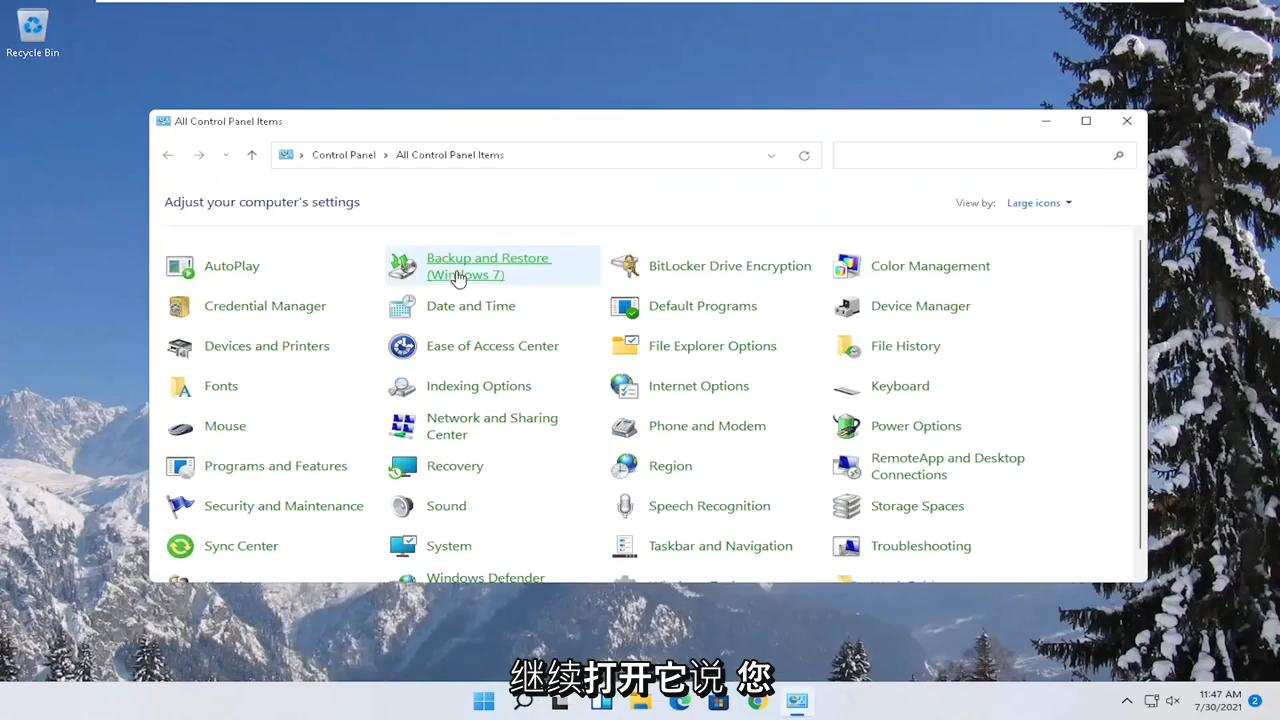 Recycle Bin
All Control Panel Items
Control Panel > All Control Panel Items
Adjust your computer's settings
View by: Large icons
AutoPlay
Backup and Restore
(Windows 7)
BitLocker Drive Encryption
Color Management
Credential Manager
Date and Time
Default Programs
Device Manager
Devices and Printers
Ease of Access Center
File Explorer Options
File History
Fonts
Indexing Options
Internet Options
Keyboard
Mouse
Network and Sharing
Center
Phone and Modem
Power Options
Programs and Features
Recovery
Region
RemoteApp and Desktop
Connections
Security and Maintenance
Sound
Speech Recognition
Storage Spaces
Sync Center
System
Taskbar and Navigation
Troubleshooting
Windows Defender
继续打开它说 您
11:47 AM
7/30/2021
2